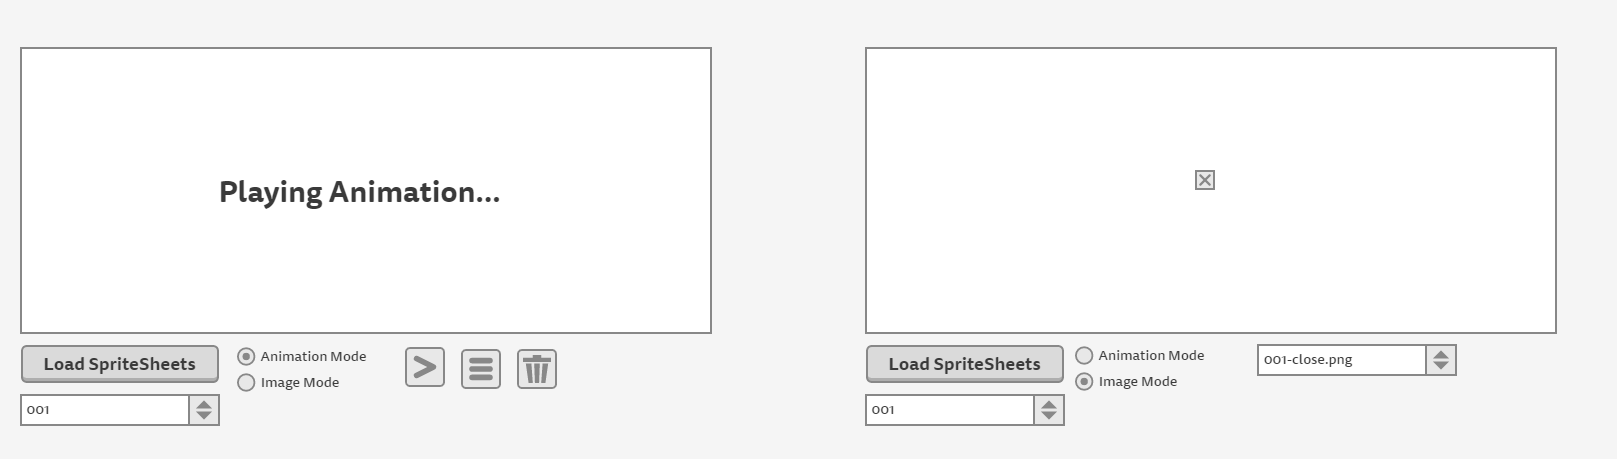 Playing Animation...
Load SpriteSheets
Animation Mode
Image Mode
001
Load SpriteSheets
Animation Mode
Image Mode
001-close.png
001